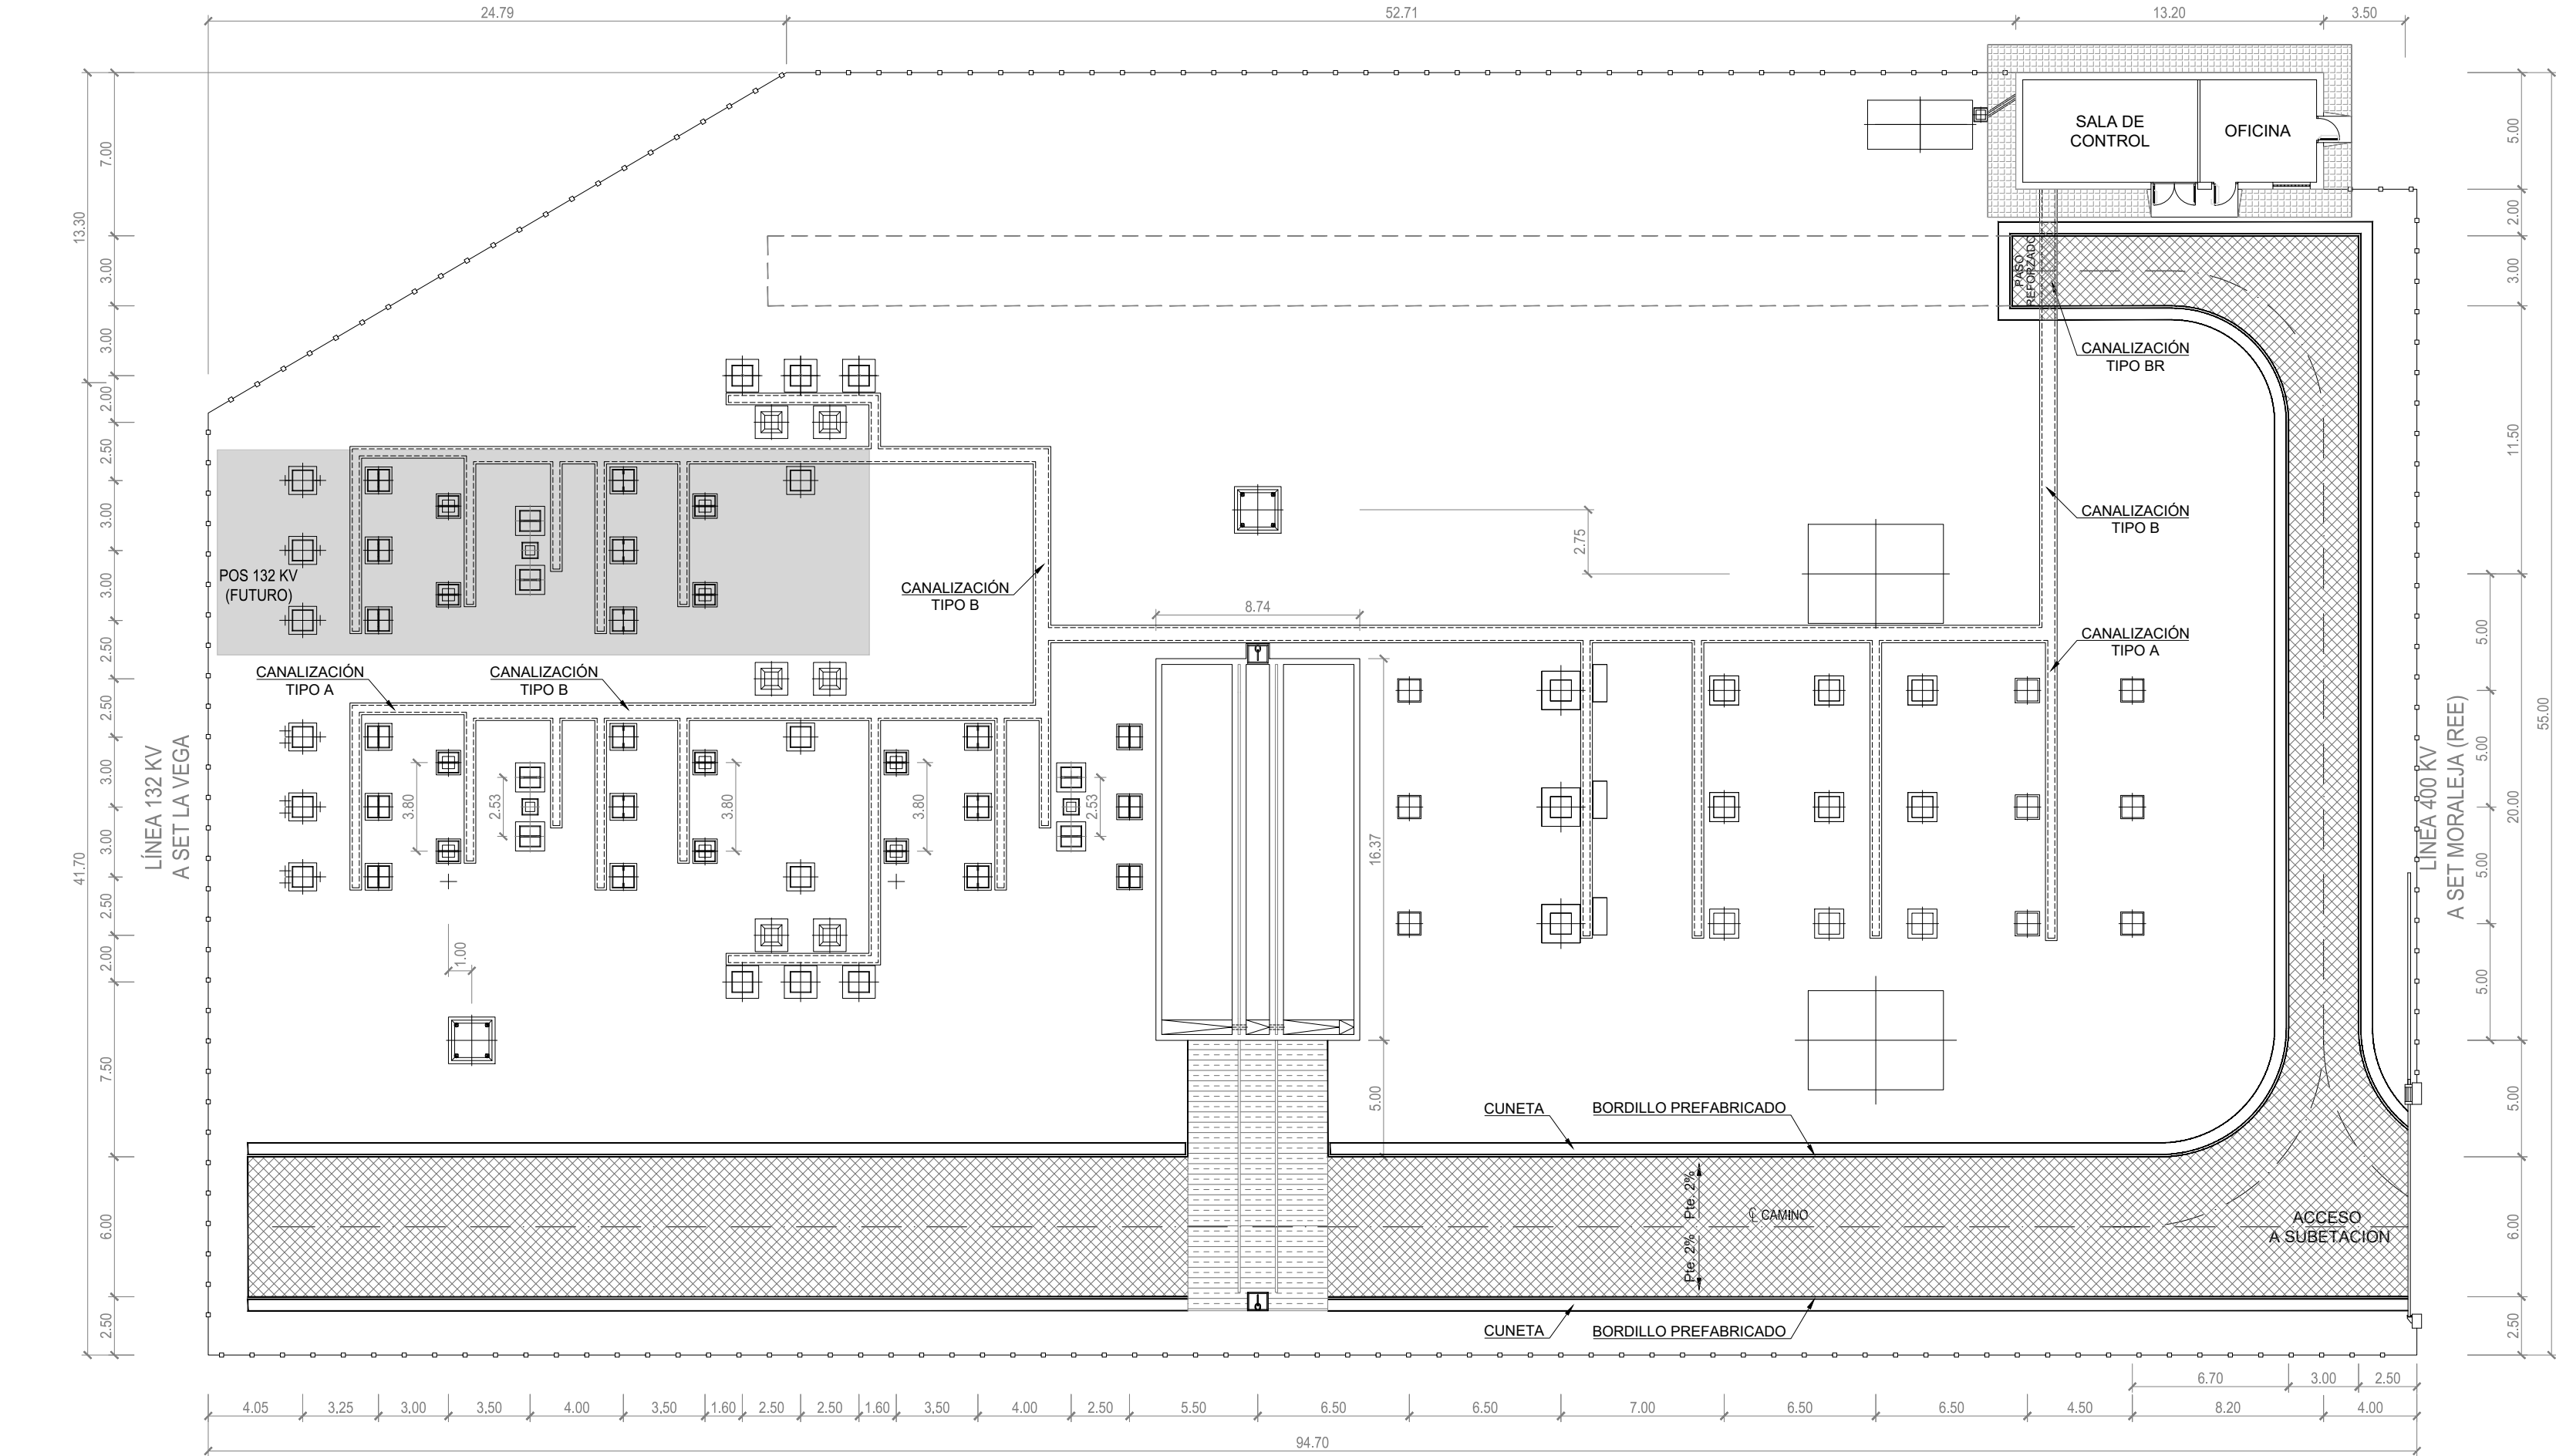 24.79
52.71
13.20
3.50
SALA DE
CONTROL
OFICINA
PASO
REFORZADO
CANALIZACIÓN
TIPO BR
CANALIZACIÓN
TIPO B
CANALIZACIÓN
TIPO A
2.75
POS 132 KV
(FUTURO)
CANALIZACIÓN
TIPO B
8.74
CANALIZACIÓN
TIPO A
CANALIZACIÓN
TIPO B
LÍNEA 132 KV
A SET LA VEGA
LÍNEA 400 KV
A SET MORALEJA (REE)
3.80
2.53
3.80
3.80
2.53
16.37
1.00
5.00
CUNETA
BORDILLO PREFABRICADO
Pte. 2%
Pte. 2%
CAMINO
ACCESO
A SUBETACION
CUNETA
BORDILLO PREFABRICADO
13.30
41.70
7.00
3.00
3.00
2.00
2.50
3.00
3.00
2.50
2.50
3.00
3.00
2.50
2.00
7.50
6.00
2.50
5.00
2.00
3.00
11.50
20.00
5.00
6.00
2.50
5.00
5.00
5.00
5.00
55.00
6.70
3.00
2.50
4.05
3,25
3,00
3,50
4.00
3,50
1.60
2.50
2.50
1.60
3,50
4.00
2.50
5.50
6.50
6.50
7.00
6.50
6.50
4.50
8.20
4.00
94.70